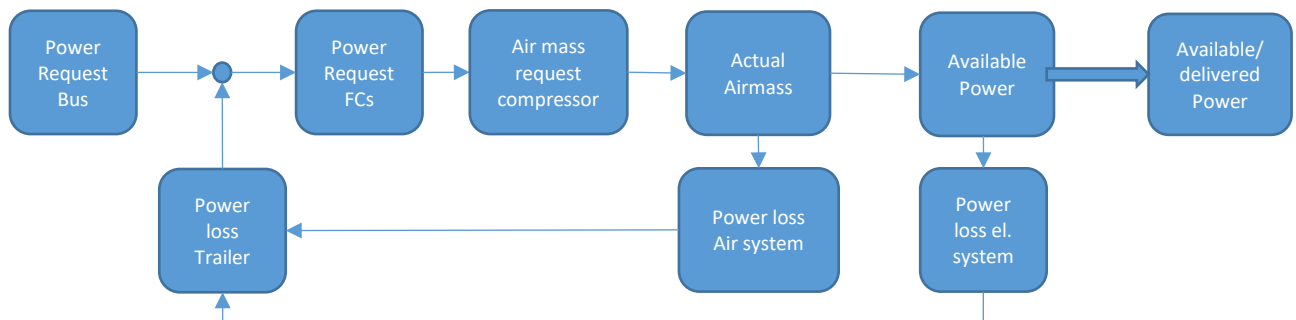 Power
Request
Bus
Power
Request
FCs
Air mass
request
compressor
Actual
Airmass
Available
Power
Available/
delivered
Power
Power
loss
Trailer
Power loss
Air system
Power
loss el.
system